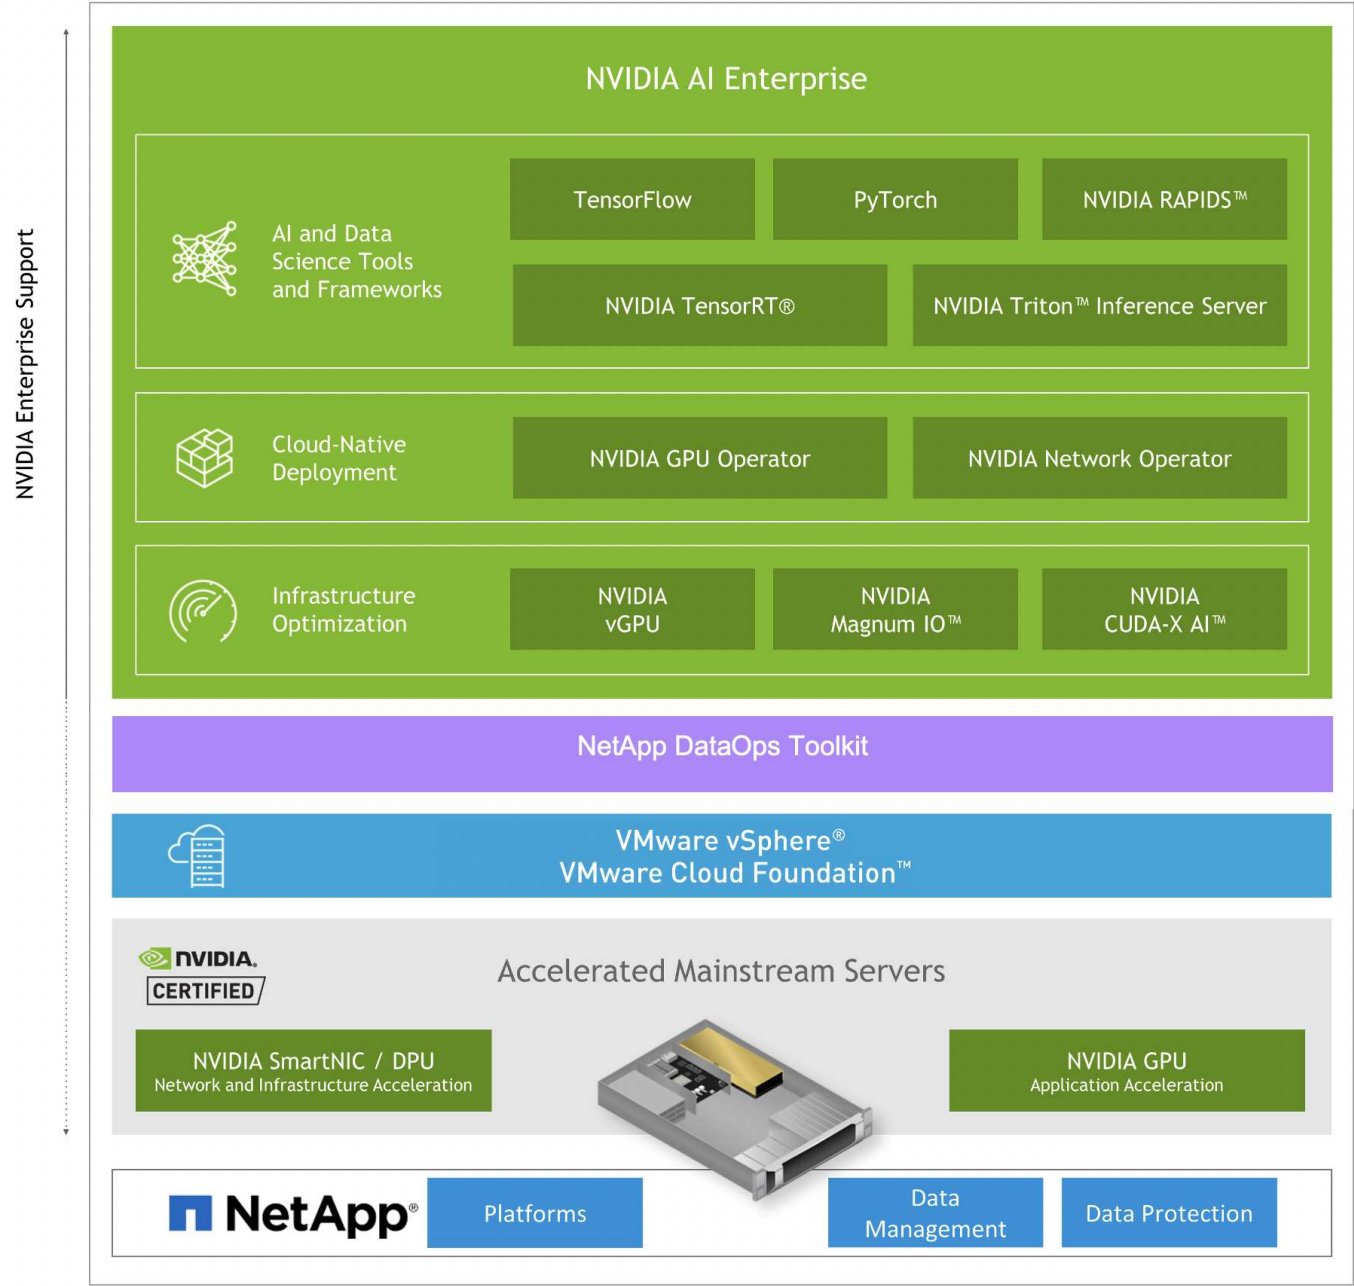 NVIDIA Enterprise Support
NVIDIA AI Enterprise
AI and Data
Science Tools
and Frameworks
TensorFlow
PyTorch
NVIDIA RAPIDS™
NVIDIA TensorRT®
NVIDIA Triton™ Inference Server
Cloud-Native
Deployment
NVIDIA GPU Operator
NVIDIA Network Operator
Infrastructure
Optimization
NVIDIA
vGPU
NVIDIA
Magnum IO™
NVIDIA
CUDA-X AI™
NetApp DataOps Toolkit
VMware vSphere®
VMware Cloud Foundation™
NVIDIA.
CERTIFIED
Accelerated Mainstream Servers
NVIDIA SmartNIC / DPU
Network and Infrastructure Acceleration
NVIDIA GPU
Application Acceleration
NetApp®
Platforms
Data
Management
Data Protection